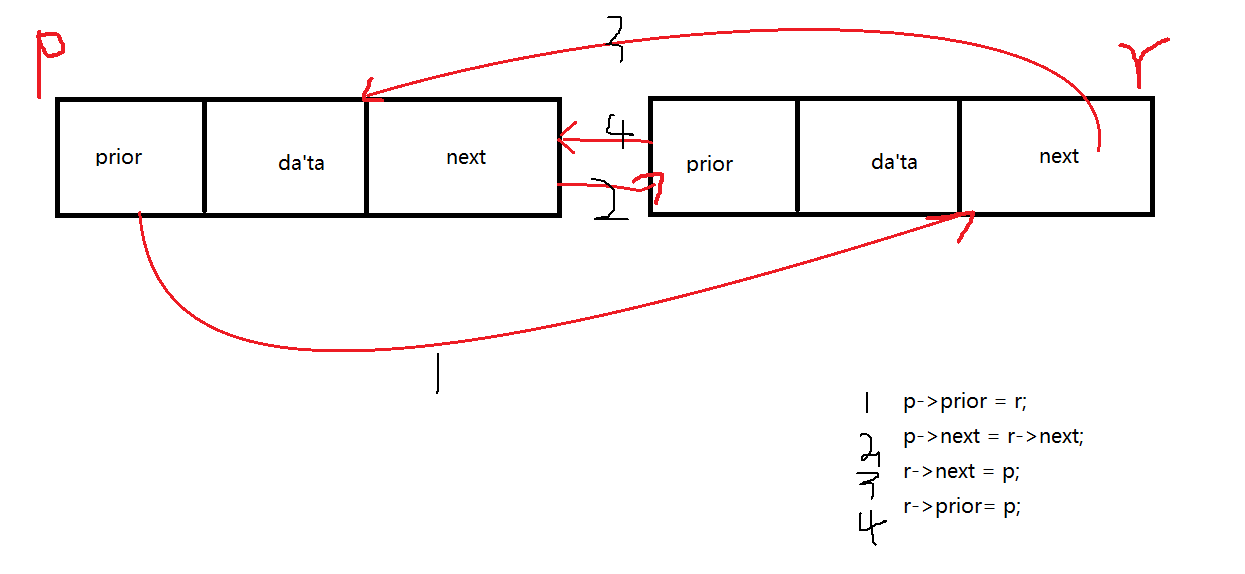 3
p
r
4
prior da'ta next prior da'ta next
2
1
1 p->prior = r;
2 p->next = r->next;
3 r->next = p;
4 r->prior= p;